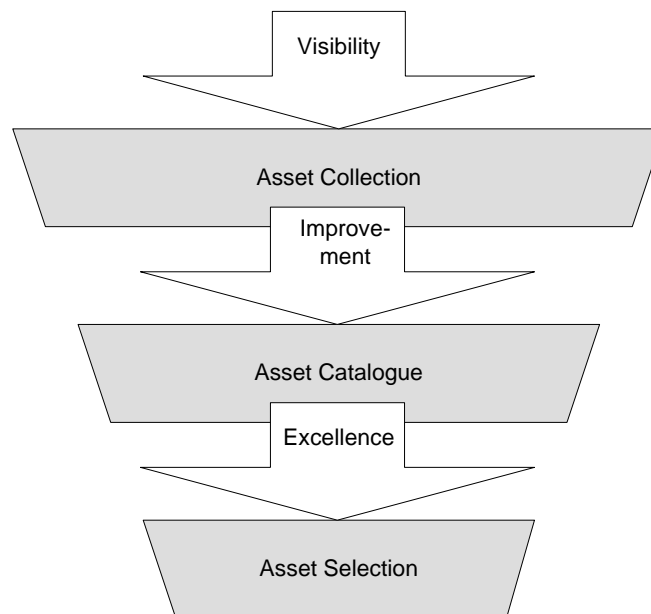 Visibility
Asset Collection
Improve-
ment
Asset Catalogue
Excellence
Asset Selection